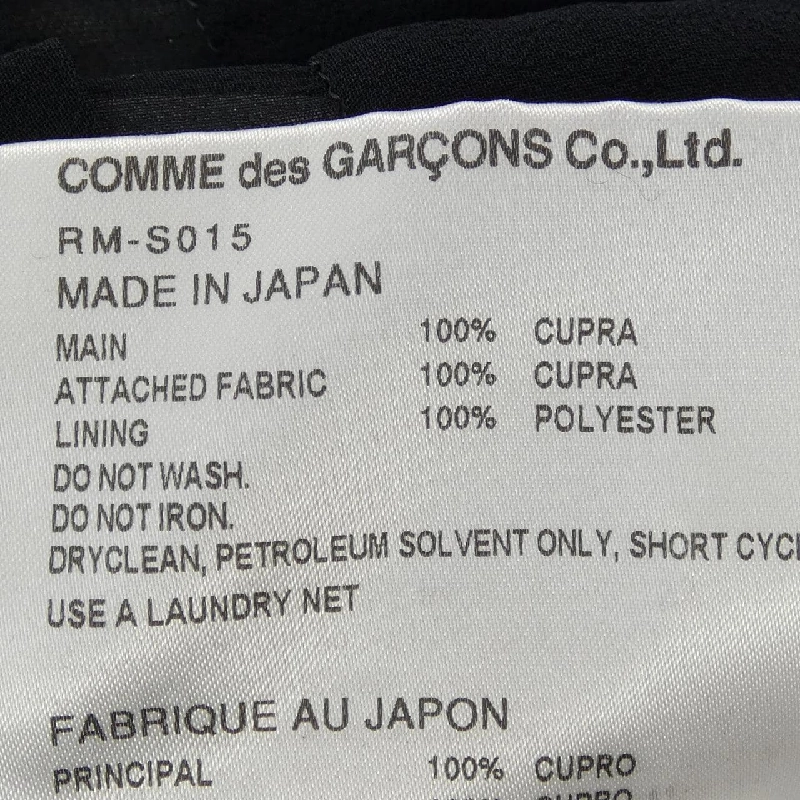 COMME des GARÇONS Co.,Ltd.
RM-S015
MADE IN JAPAN
MAIN 100% CUPRA
ATTACHED FABRIC 100% CUPRA
LINING 100% POLYESTER
DO NOT WASH.
DO NOT IRON.
DRYCLEAN, PETROLEUM SOLVENT ONLY, SHORT CYCL
USE A LAUNDRY NET
FABRIQUE AU JAPON
PRINCIPAL 100% CUPRO